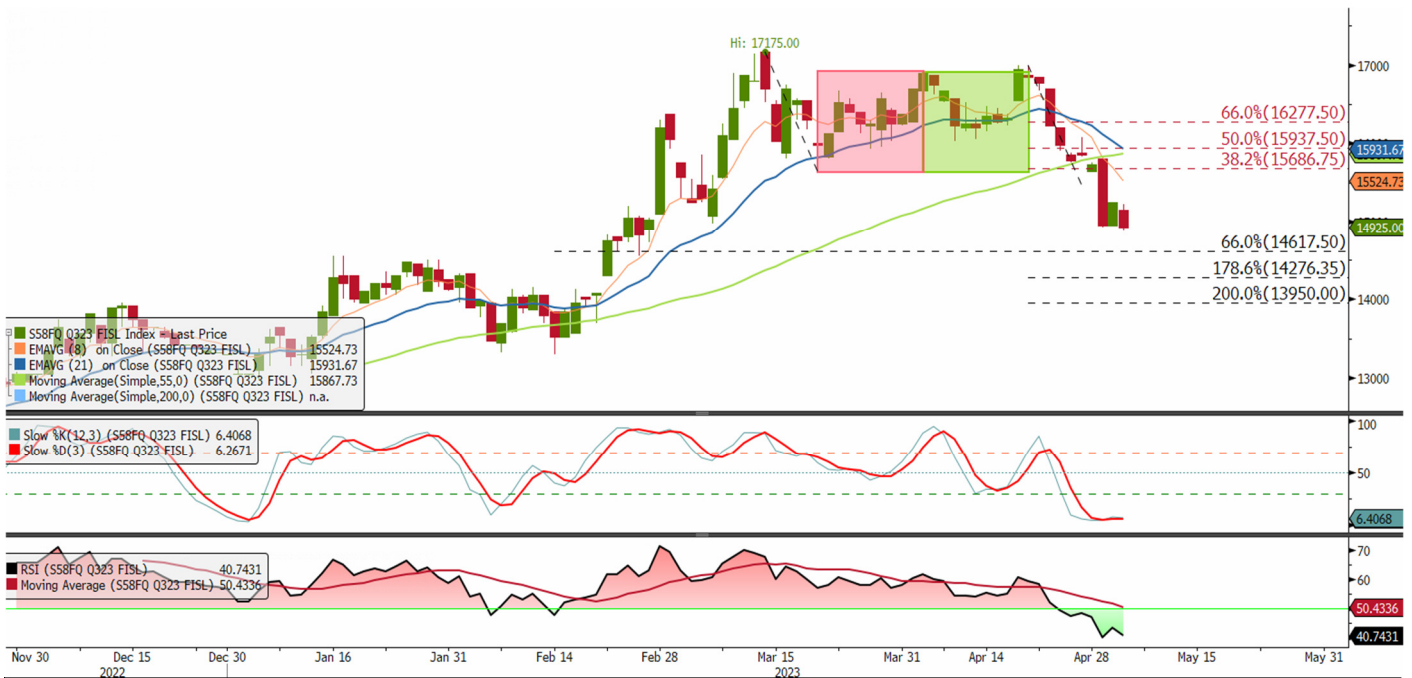 Hi: 17175.00
17000
66.0%(16277.50)
50.0%(15937.50)
15931.67
38.2%(15686.75)
15524.73
14925.00
66.0%(14617.50)
178.6%(14276.35)
14000
200.0%(13950.00)
13000
S58FQ Q323 FISL Index - Last Price
EMAVG (8) on Close (S58FQ Q323 FISL) 15524.73
EMAVG (21) on Close (S58FQ Q323 FISL) 15931.67
Moving Average(Simple,55,0) (S58FQ Q323 FISL) 15867.73
Moving Average(Simple,200,0) (S58FQ Q323 FISL) n.a.
Slow %K(12,3) (S58FQ Q323 FISL) 6.4068
Slow %D(3) (S58FQ Q323 FISL) 6.2671
100
50
6.4068
RSI (S58FQ Q323 FISL) 40.7431
Moving Average (S58FQ Q323 FISL) 50.4336
70
60
50.4336
40.7431
Nov 30 Dec 15 Dec 30 Jan 16 Jan 31 Feb 14 Feb 28 Mar 15 Mar 31 Apr 14 Apr 28 May 15 May 31
2022 2023